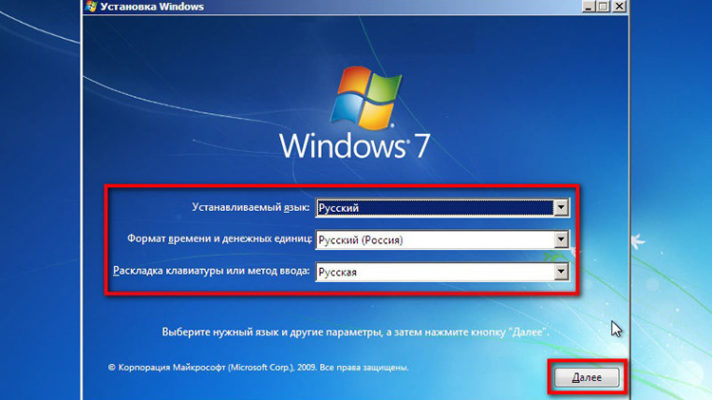 Установка Windows
Windows 7
Устанавливаемый язык: Русский
Формат времени и денежных единиц: Русский (Россия)
Раскладка клавиатуры или метод ввода: Русская
Выберите нужный язык и другие параметры, а затем нажмите кнопку "Далее".
© Корпорация Майкрософт (Microsoft Corp.), 2009. Все права защищены.
Далее